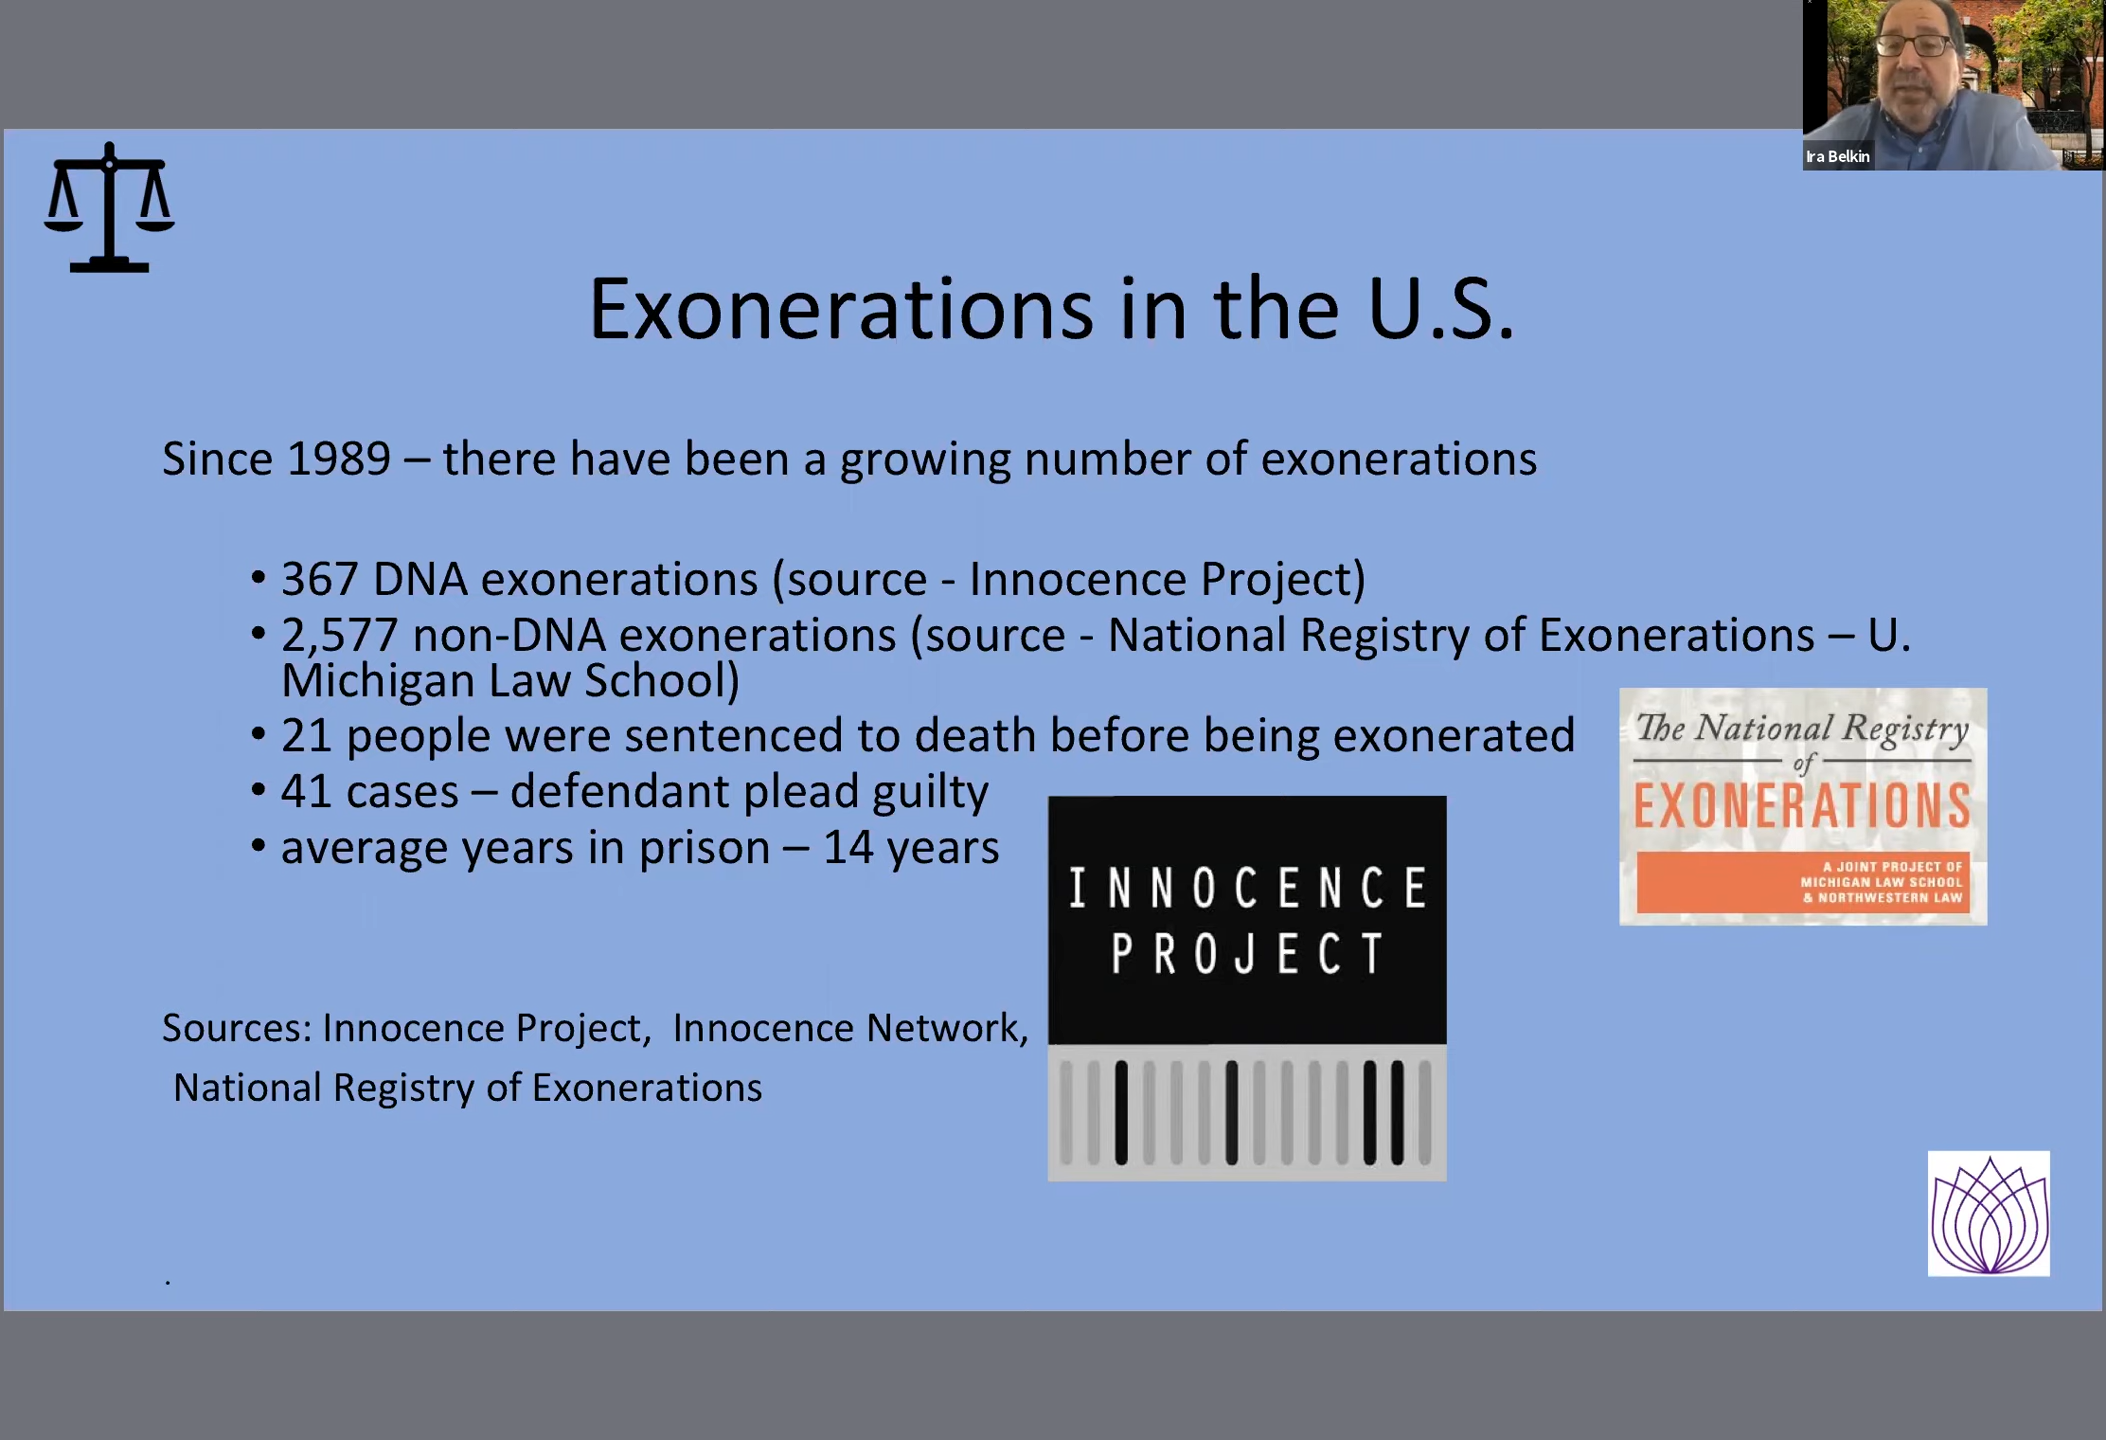 Ira Belkin
Exonerations in the U.S.
Since 1989 – there have been a growing number of exonerations
• 367 DNA exonerations (source - Innocence Project)
• 2,577 non-DNA exonerations (source - National Registry of Exonerations – U.
Michigan Law School)
• 21 people were sentenced to death before being exonerated
• 41 cases – defendant plead guilty
• average years in prison – 14 years
The National Registry
of
EXONERATIONS
A JOINT PROJECT OF
MICHIGAN LAW SCHOOL
& NORTHWESTERN LAW
INNOCENCE
PROJECT
Sources: Innocence Project,  Innocence Network,
National Registry of Exonerations
.